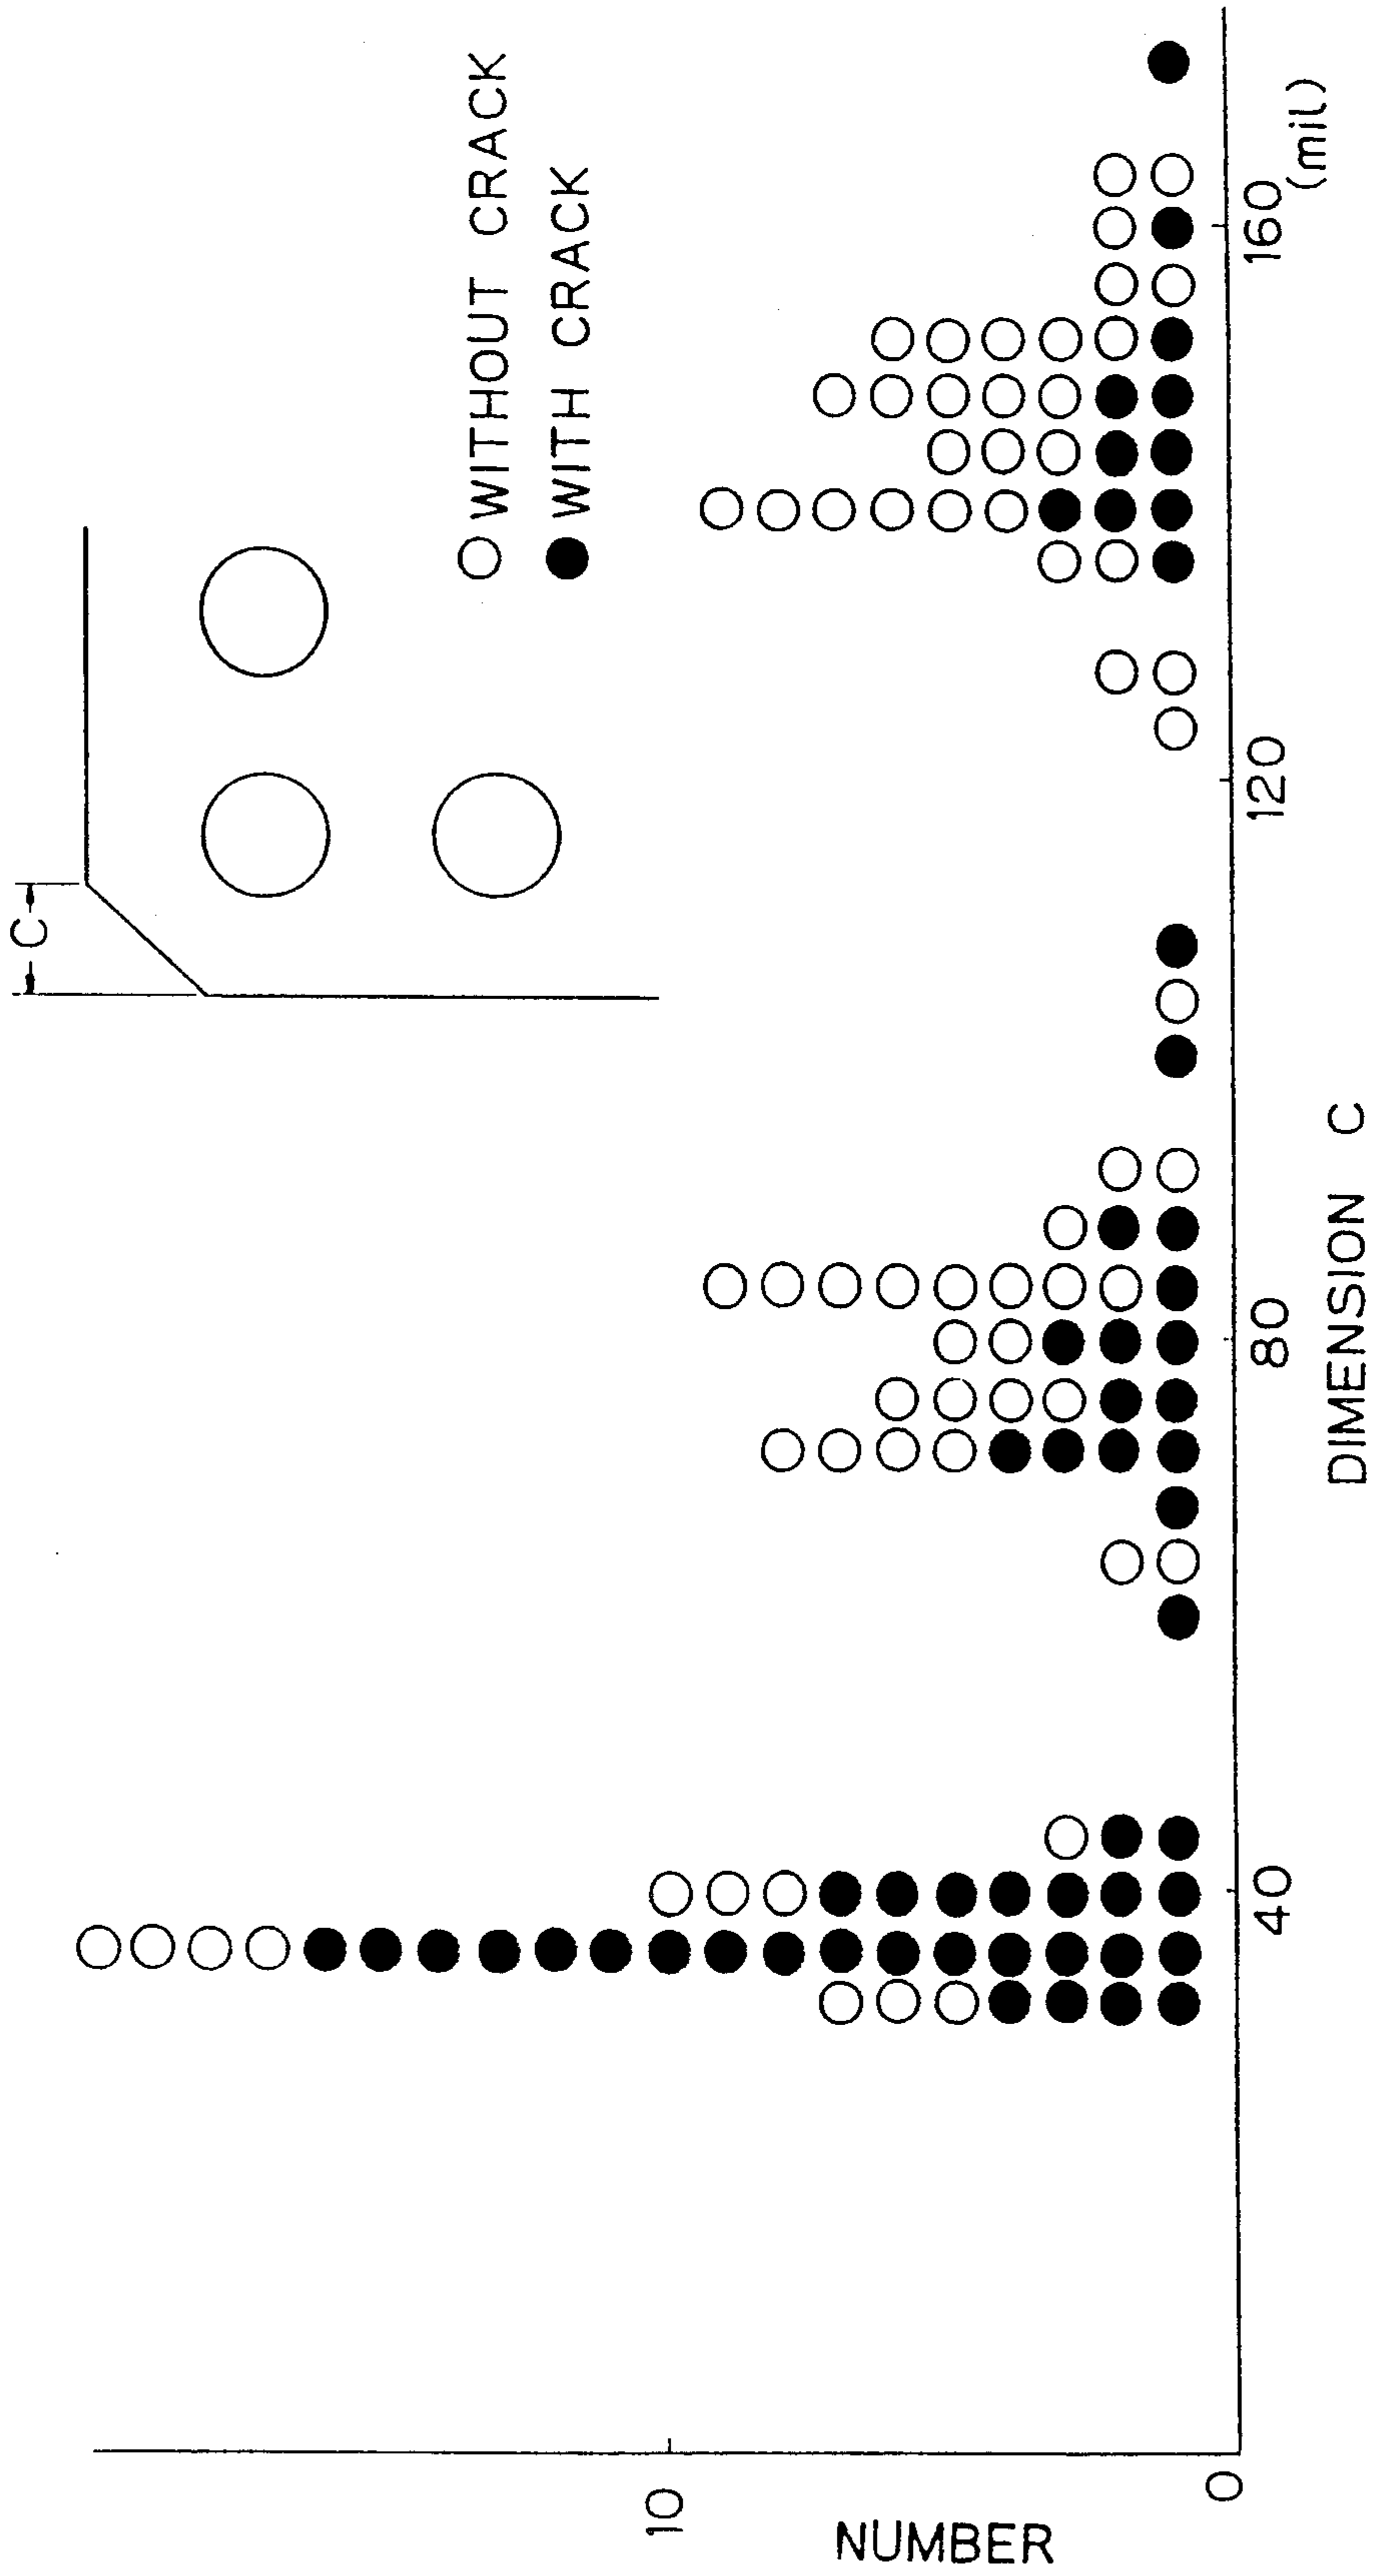 C
○ WITHOUT CRACK
● WITH CRACK
NUMBER
10
0
40
80
120
160
(mil)
DIMENSION C